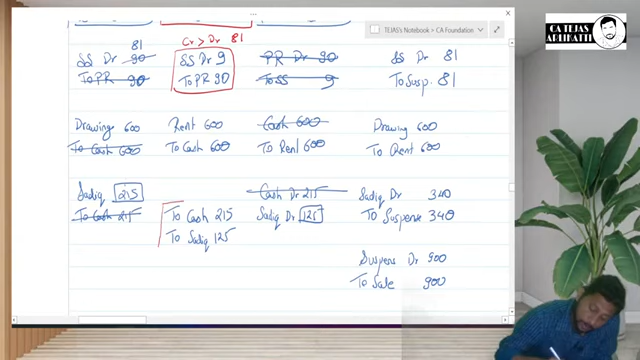 TEJAS's Notebook > CA Foundation
CA TEJAS
Cr > Dr 81
81
SS Dr 90
SS Dr 9
PR Dr 90
SS Dr 81
To PR 90
To PR 90
To SS 9
To Susp. 81
Drawings 600
Rent 600
Cash 600
Drawing 600
To Cash 600
To Cash 600
To Rent 600
To Rent 600
Sadiq 215
Cash Dr 215
Sadiq Dr 340
To Cash 215
To Cash 215
Sadiq Dr 125
To Suspense 340
To Sadiq 125
Suspens Dr 900
To Sale 900